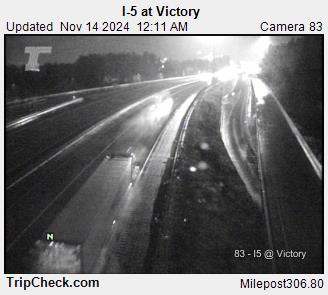 I-5 at Victory
Updated  Nov 14 2024  12:11 AM Camera 83
T
N
83 - I5 @ Victory
TripCheck.com Milepost306.80